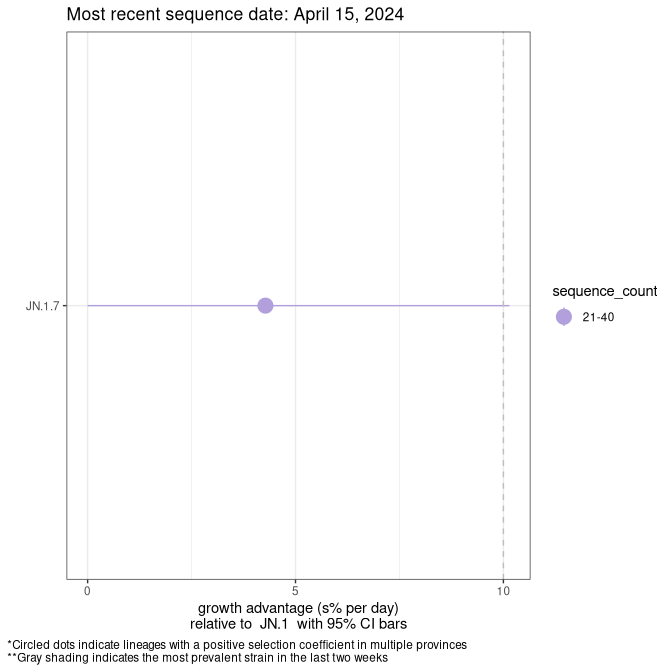 Most recent sequence date: April 15, 2024
JN.1.7
sequence_count
21-40
0 5 10
growth advantage (s% per day)
relative to JN.1 with 95% CI bars
*Circled dots indicate lineages with a positive selection coefficient in multiple provinces
**Gray shading indicates the most prevalent strain in the last two weeks